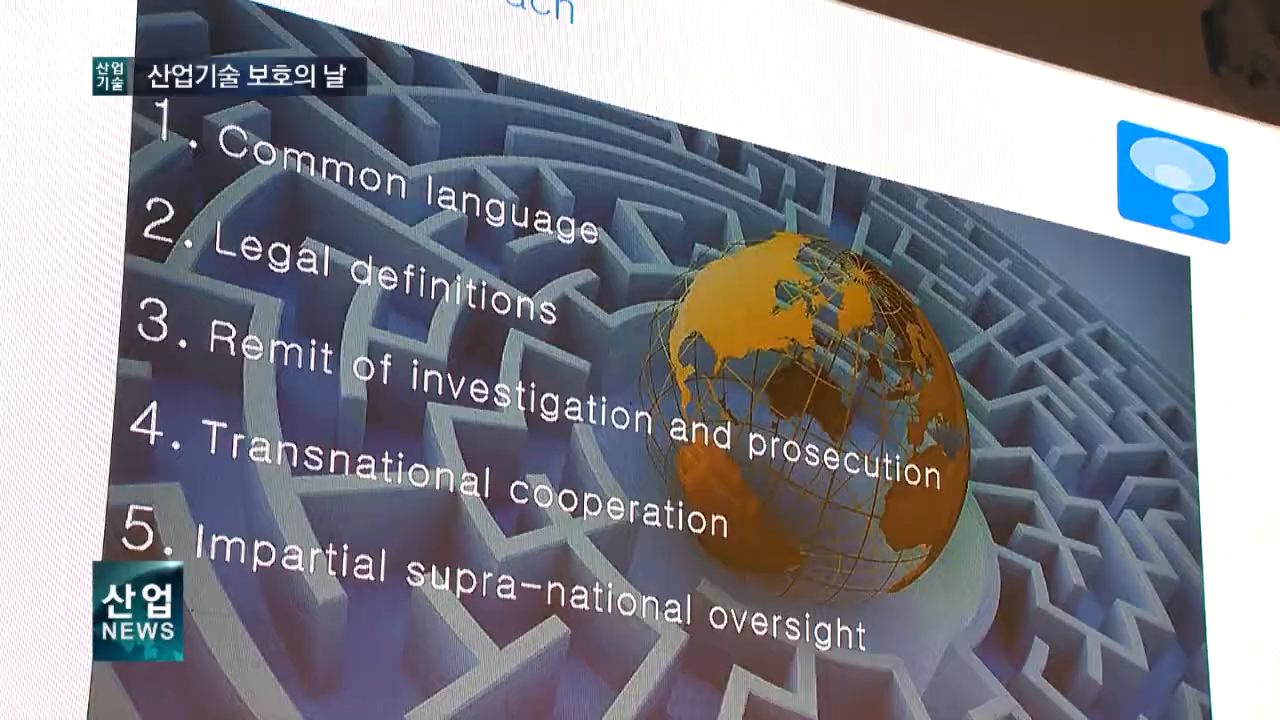 산업
기술
산업기술 보호의 날
1. Common language
2. Legal definitions
3. Remit of investigation and prosecution
4. Transnational cooperation
5. Impartial supra-national oversight
산업
NEWS